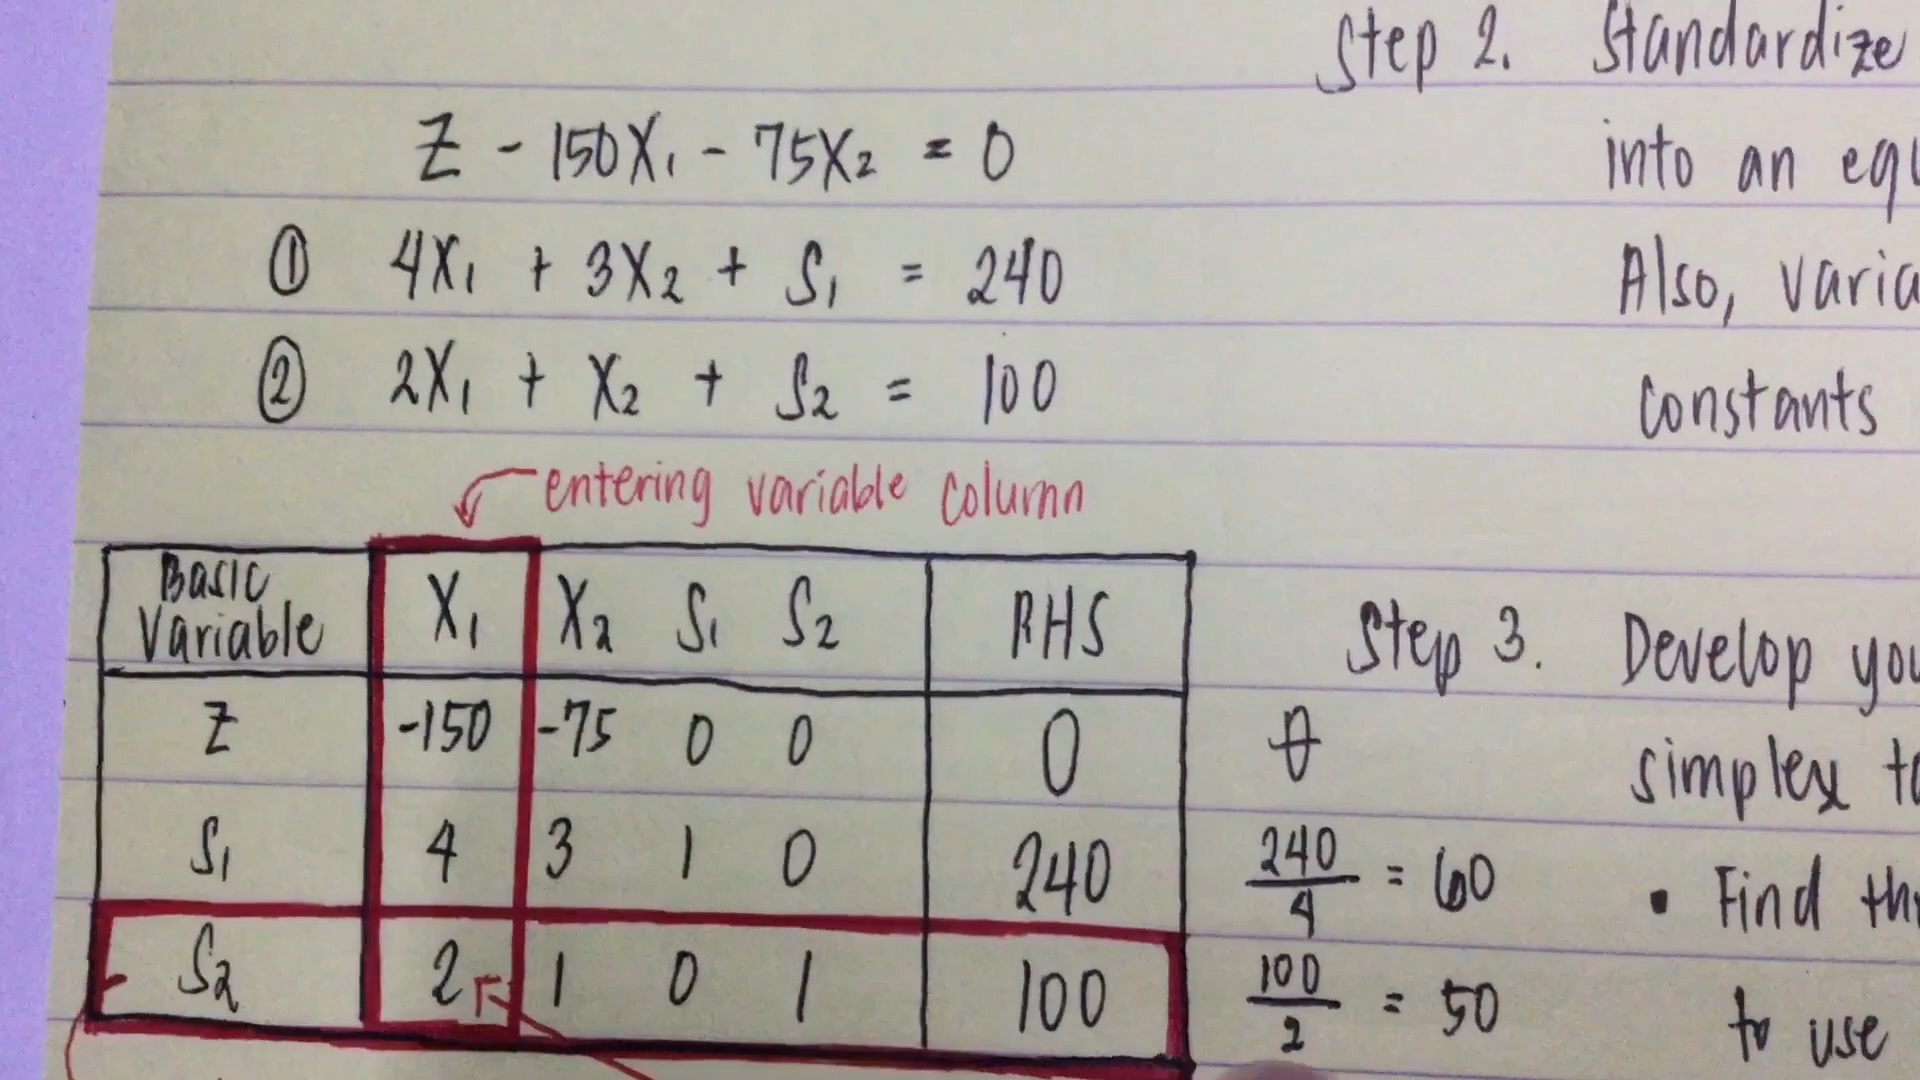 Step 2. Standardize
Z - 150X₁ - 75X₂ = 0
into an equ
① 4X₁ + 3X₂ + S₁ = 240
Also, varia
② 2X₁ + X₂ + S₂ = 100
constants
entering variable column
Basic Variable X₁ X₂ S₁ S₂ RHS
Step 3. Develop you
Z -150 -75 0 0 0 θ
simplex ta
S₁ 4 3 1 0 240 240/4 = 60
• Find th
S₂ 2 1 0 1 100 100/2 = 50
to use